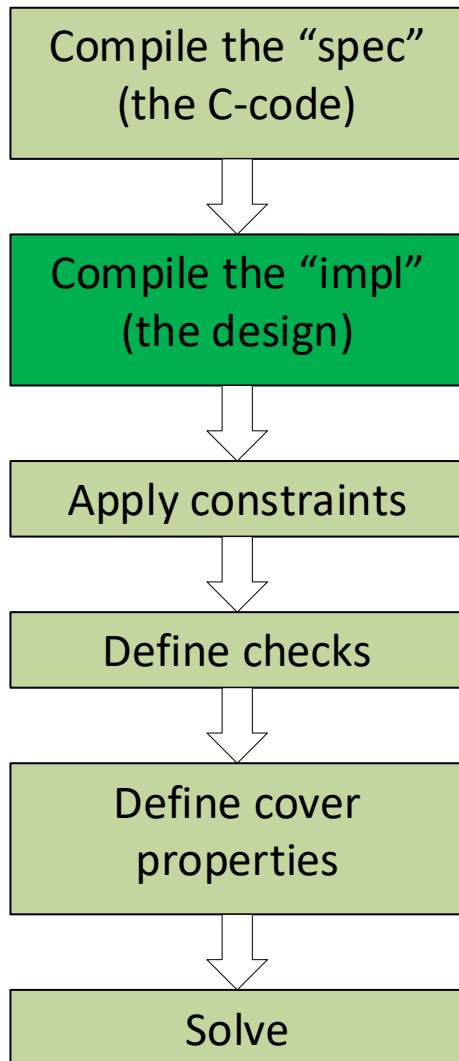 Compile the “spec”
(the C-code)
Compile the “impl”
(the design)
Apply constraints
Define checks
Define cover
properties
Solve